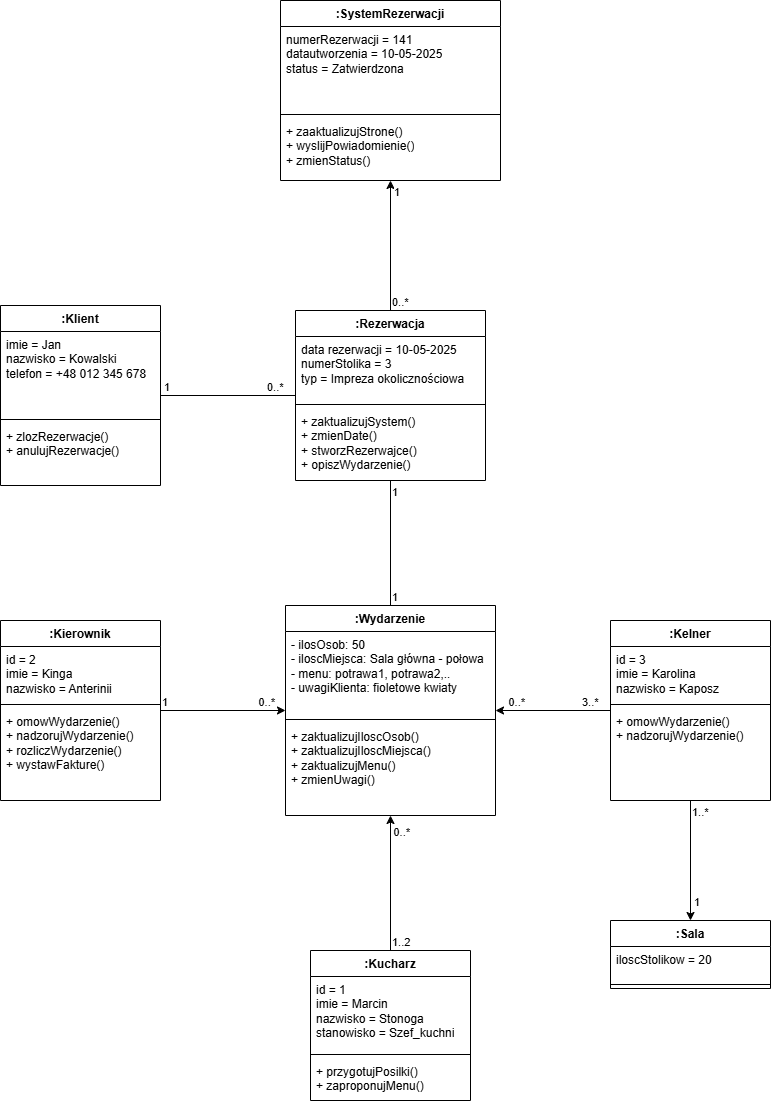 :SystemRezerwacji
numerRezerwacji = 141
datautworzenia = 10-05-2025
status = Zatwierdzona
+ zaaktualizujStrone()
+ wyslijPowiadomienie()
+ zmienStatus()
1
0..*
:Klient
imie = Jan
nazwisko = Kowalski
telefon = +48 012 345 678
+ zlozRezerwacje()
+ anulujRezerwacje()
1
0..*
:Rezerwacja
data rezerwacji = 10-05-2025
numerStolika = 3
typ = Impreza okolicznościowa
+ zaktualizujSystem()
+ zmienDate()
+ stworzRezerwajce()
+ opiszWydarzenie()
1
1
:Kierownik
id = 2
imie = Kinga
nazwisko = Anterinii
+ omowWydarzenie()
+ nadzorujWydarzenie()
+ rozliczWydarzenie()
+ wystawFakture()
1
0..*
:Wydarzenie
- ilosOsob: 50
- iloscMiejsca: Sala główna - połowa
- menu: potrawa1, potrawa2,..
- uwagiKlienta: fioletowe kwiaty
+ zaktualizujIloscOsob()
+ zaktualizujIloscMiejsca()
+ zaktualizujMenu()
+ zmienUwagi()
0..*
3..*
:Kelner
id = 3
imie = Karolina
nazwisko = Kaposz
+ omowWydarzenie()
+ nadzorujWydarzenie()
1..*
1
:Sala
iloscStolikow = 20
0..*
1..2
:Kucharz
id = 1
imie = Marcin
nazwisko = Stonoga
stanowisko = Szef_kuchni
+ przygotujPosilki()
+ zaproponujMenu()